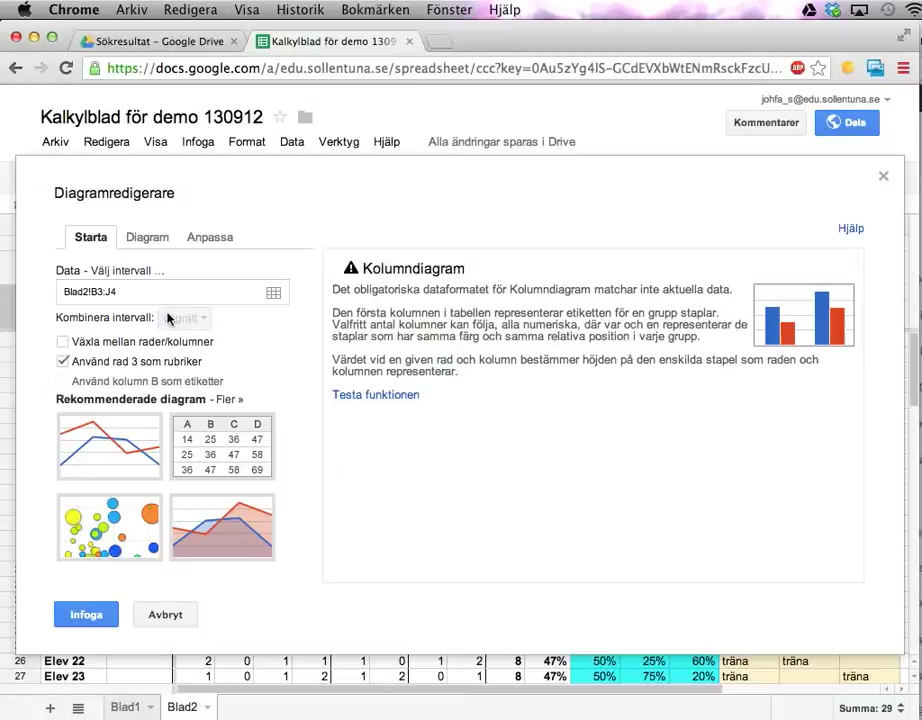 Chrome Arkiv Redigera Visa Historik Bokmärken Fönster Hjälp
Sökresultat – Google Drive
Kalkylblad för demo 1309
https://docs.google.com/a/edu.sollentuna.se/spreadsheet/ccc?key=0Au5zYg4lS-GCdEVXbWtENmRsckFzcU...
ABP
johfa_s@edu.sollentuna.se
Kalkylblad för demo 130912
Kommentarer
Dela
Arkiv Redigera Visa Infoga Format Data Verktyg Hjälp Alla ändringar sparas i Drive
Diagramredigerare
Starta Diagram Anpassa
Hjälp
Data - Välj intervall ...
Blad2!B3:J4
Kombinera intervall:
Växla mellan rader/kolumner
Använd rad 3 som rubriker
Använd kolumn B som etiketter
Rekommenderade diagram - Fler »
A B C D
14 25 36 47
25 36 47 58
36 47 58 69
Kolumndiagram
Det obligatoriska dataformatet för Kolumndiagram matchar inte aktuella data.
Den första kolumnen i tabellen representerar etiketten för en grupp staplar.
Valfritt antal kolumner kan följa, alla numeriska, där var och en representerar de
staplar som har samma färg och samma relativa position i varje grupp.
Värdet vid en given rad och kolumn bestämmer höjden på den enskilda stapel som raden och
kolumnen representerar.
Testa funktionen
Infoga
Avbryt
26 Elev 22 2 0 1 1 1 0 1 2 8 47% 50% 25% 60% träna träna
27 Elev 23 1 0 1 2 1 2 0 1 8 47% 50% 75% 20% träna träna
Blad1
Blad2
Summa: 29